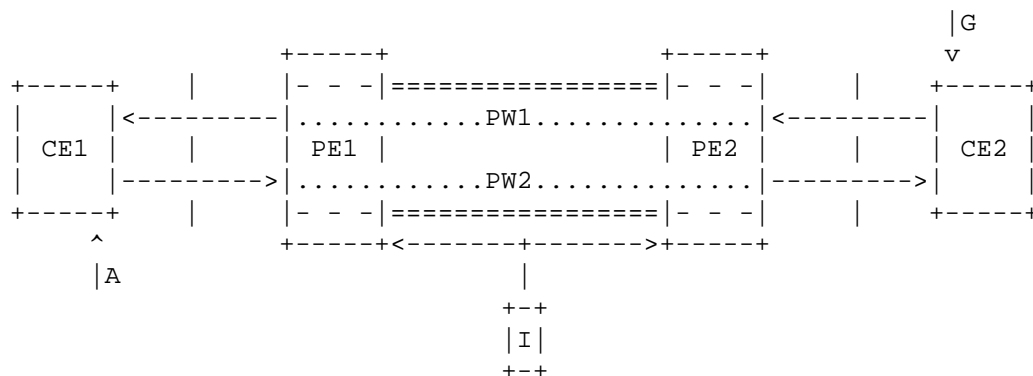 |G
                 +-----+                 +-----+           v
+-----+    |     |- - -|=================|- - -|     |    +-----+
|     |<---------|............PW1..............|<---------|     |
| CE1 |    |     | PE1 |                 | PE2 |     |    | CE2 |
|     |--------->|............PW2..............|--------->|     |
+-----+    |     |- - -|=================|- - -|     |    +-----+
     ^           +-----+<-------+------->+-----+
     |A                         |
                               +-+
                               |I|
                               +-+